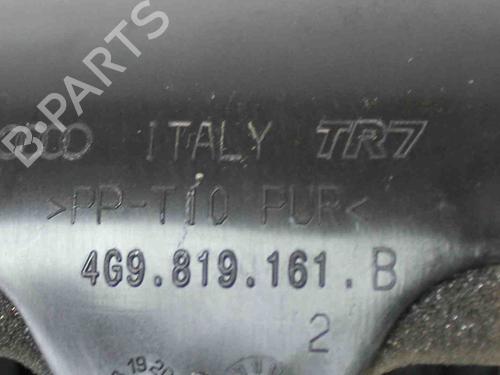 B-PARTS
ITALY TR7
>PP-T10 PUR<
4G9.819.161.B
2